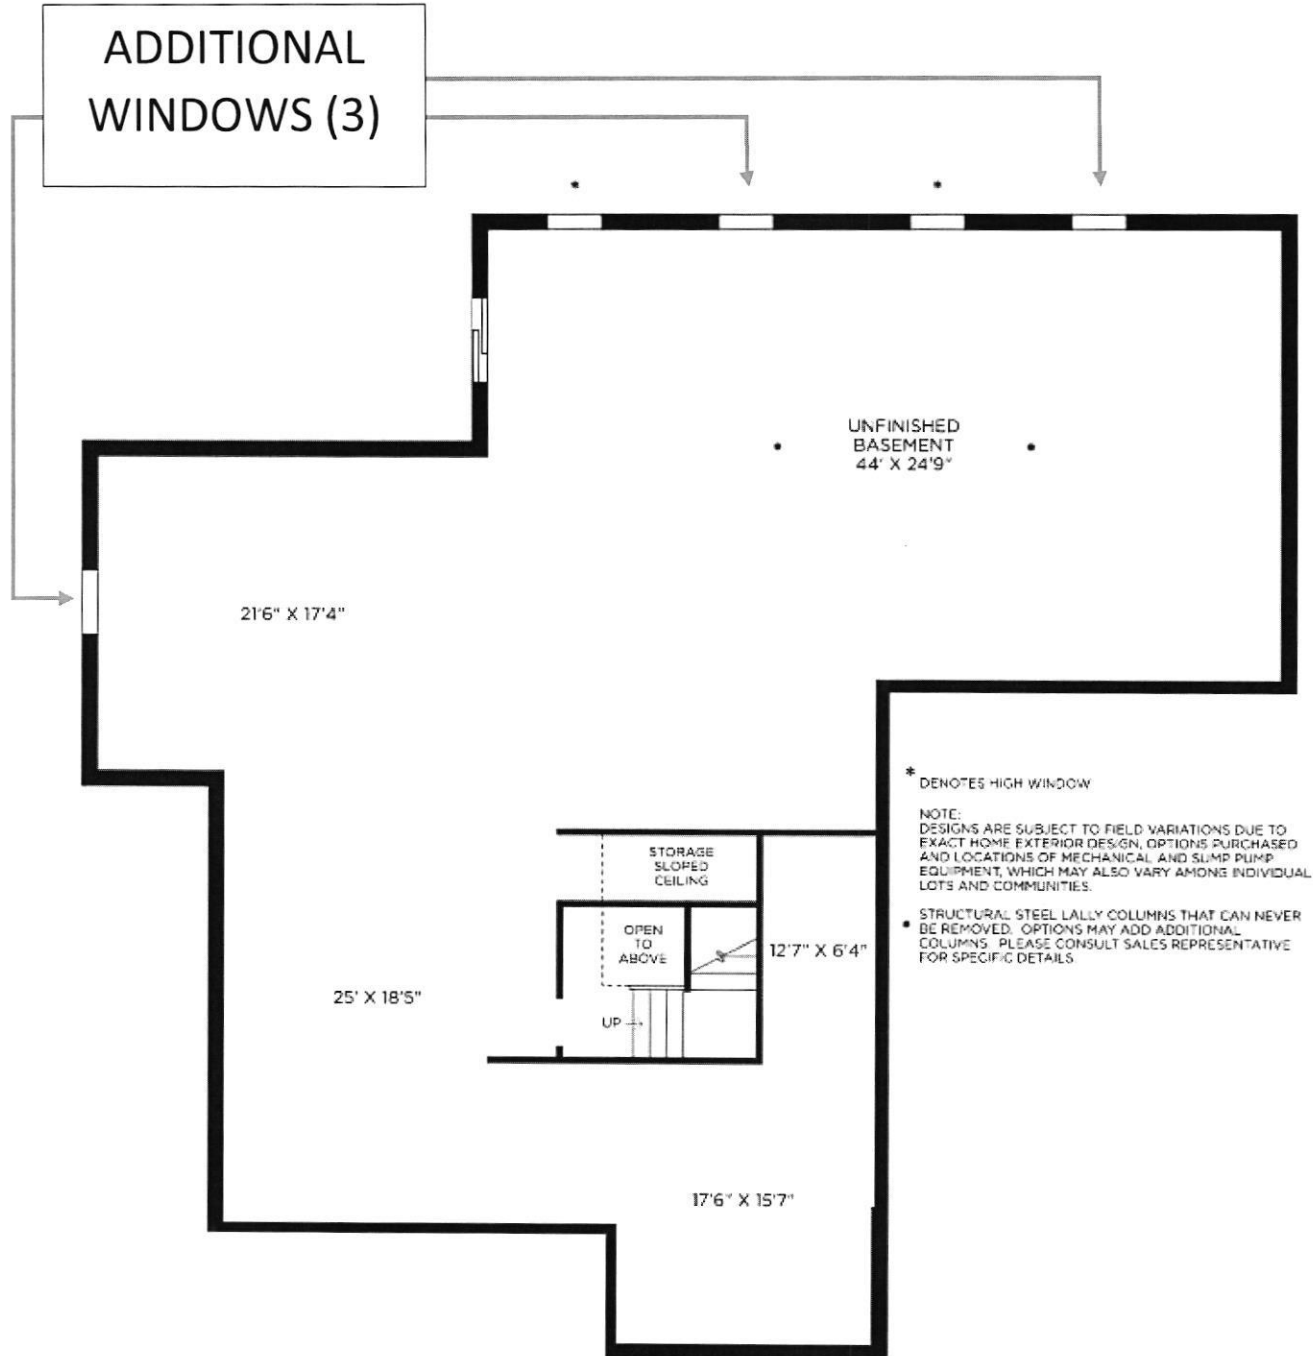 ADDITIONAL
WINDOWS (3)
*
*
UNFINISHED
BASEMENT
44' X 24'9"
21'6" X 17'4"
STORAGE
SLOPED
CEILING
OPEN
TO
ABOVE
12'7" X 6'4"
25' X 18'5"
UP
17'6" X 15'7"
* DENOTES HIGH WINDOW
NOTE:
DESIGNS ARE SUBJECT TO FIELD VARIATIONS DUE TO
EXACT HOME EXTERIOR DESIGN, OPTIONS PURCHASED
AND LOCATIONS OF MECHANICAL AND SUMP PUMP
EQUIPMENT, WHICH MAY ALSO VARY AMONG INDIVIDUAL
LOTS AND COMMUNITIES.
• STRUCTURAL STEEL LALLY COLUMNS THAT CAN NEVER
BE REMOVED. OPTIONS MAY ADD ADDITIONAL
COLUMNS. PLEASE CONSULT SALES REPRESENTATIVE
FOR SPECIFIC DETAILS